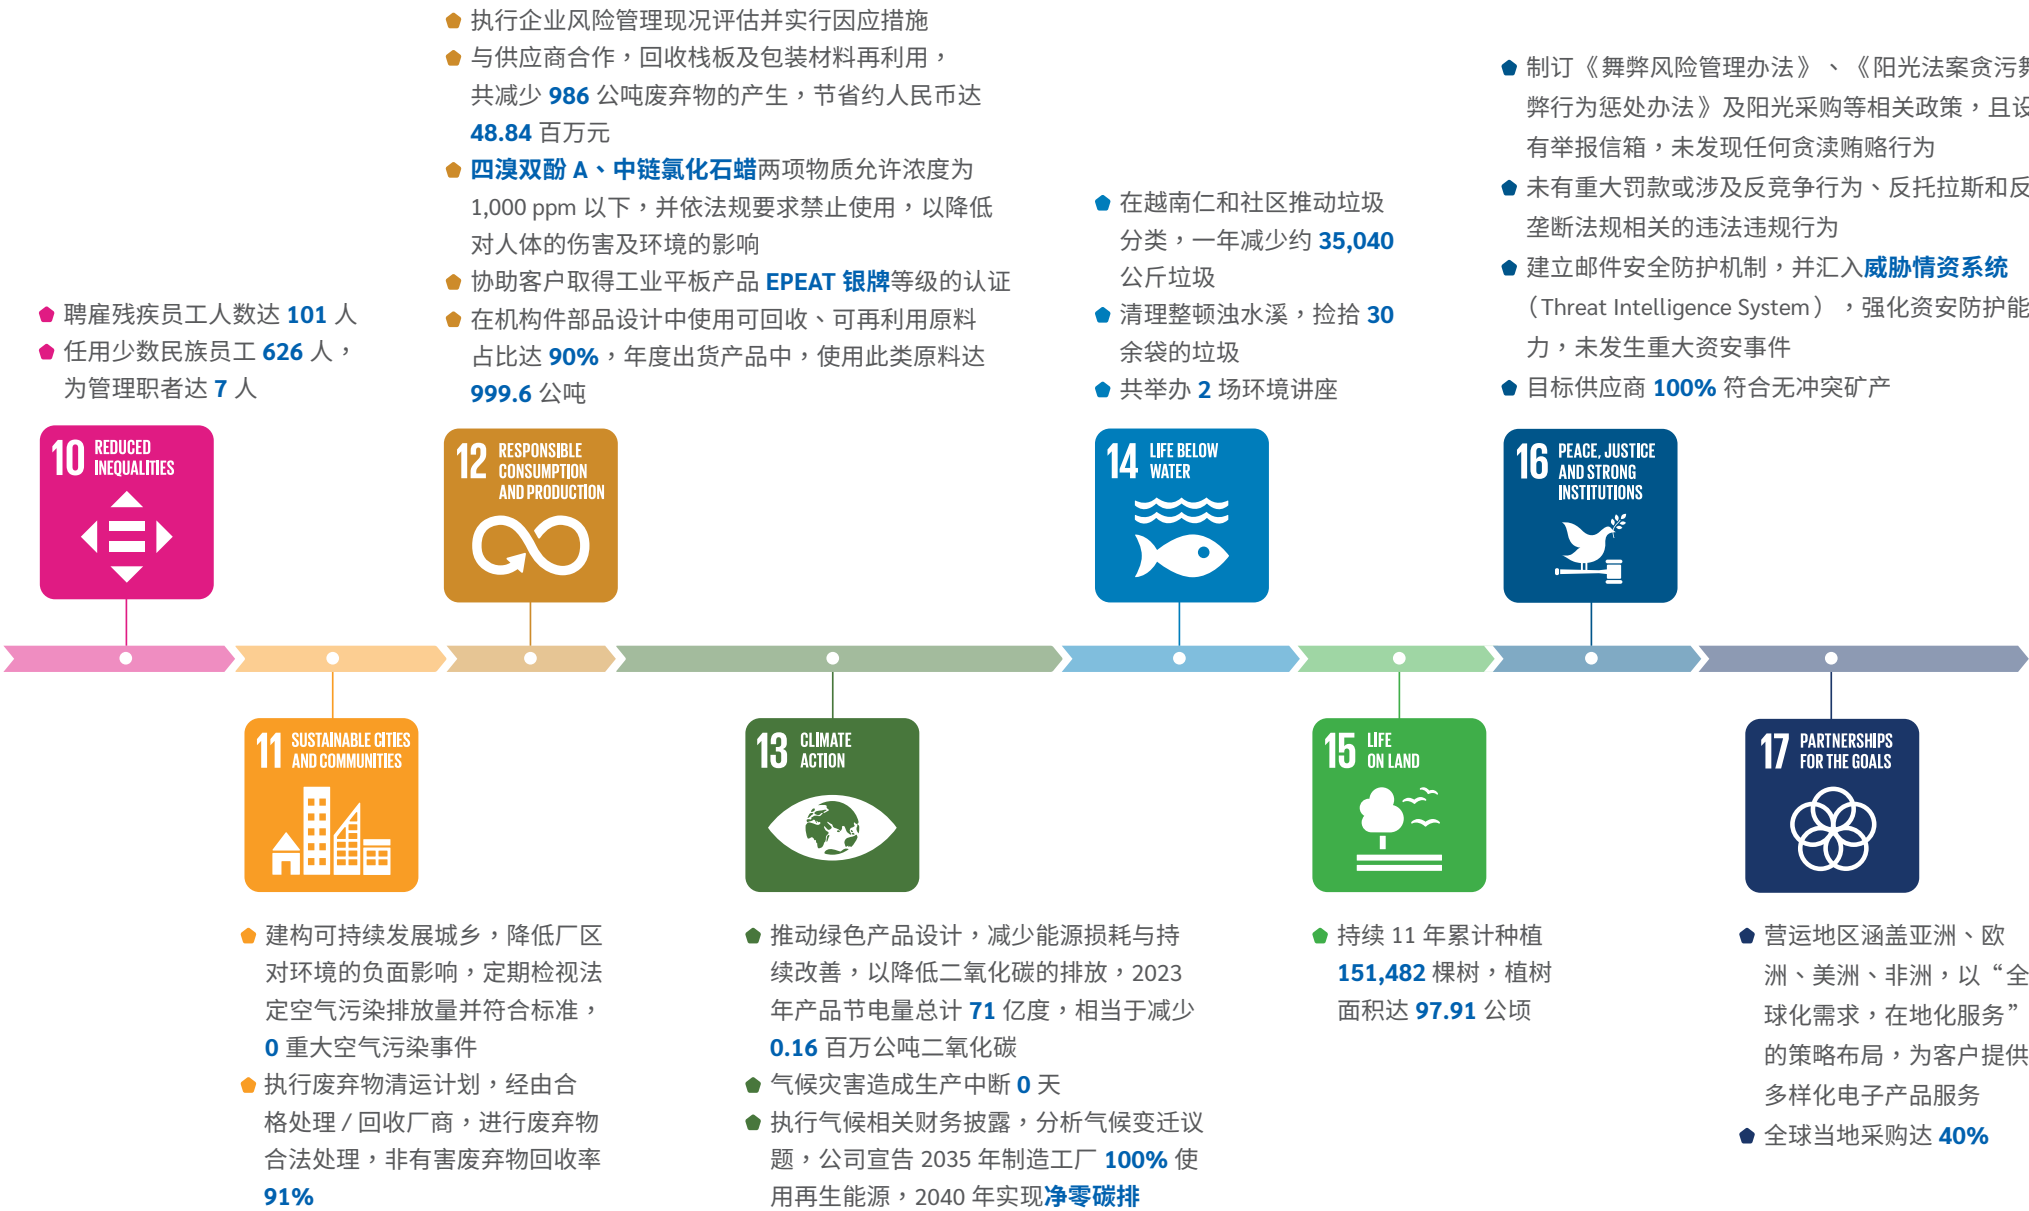 聘雇残疾员工人数达 101 人
任用少数民族员工 626 人，
为管理职者达 7 人
10 REDUCED
INEQUALITIES
执行企业风险管理现况评估并实行因应措施
与供应商合作，回收栈板及包装材料再利用，
共减少 986 公吨废弃物的产生，节省约人民币达
48.84 百万元
四溴双酚 A、中链氯化石蜡两项物质允许浓度为
1,000 ppm 以下，并依法规要求禁止使用，以降低
对人体的伤害及环境的影响
协助客户取得工业平板产品 EPEAT 银牌等级的认证
在机构件部品设计中使用可回收、可再利用原料
占比达 90%，年度出货产品中，使用此类原料达
999.6 公吨
12 RESPONSIBLE
CONSUMPTION
AND PRODUCTION
在越南仁和社区推动垃圾
分类，一年减少约 35,040
公斤垃圾
清理整顿浊水溪，捡拾 30
余袋的垃圾
共举办 2 场环境讲座
14 LIFE BELOW
WATER
制订《舞弊风险管理办法》、《阳光法案贪污舞
弊行为惩处办法》及阳光采购等相关政策，且设
有举报信箱，未发现任何贪渎贿赂行为
未有重大罚款或涉及反竞争行为、反托拉斯和反
垄断法规相关的违法违规行为
建立邮件安全防护机制，并汇入威胁情资系统
（Threat Intelligence System），强化资安防护能
力，未发生重大资安事件
目标供应商 100% 符合无冲突矿产
16 PEACE, JUSTICE
AND STRONG
INSTITUTIONS
11 SUSTAINABLE CITIES
AND COMMUNITIES
建构可持续发展城乡，降低厂区
对环境的负面影响，定期检视法
定空气污染排放量并符合标准，
0 重大空气污染事件
执行废弃物清运计划，经由合
格处理 / 回收厂商，进行废弃物
合法处理，非有害废弃物回收率
91%
13 CLIMATE
ACTION
推动绿色产品设计，减少能源损耗与持
续改善，以降低二氧化碳的排放，2023
年产品节电量总计 71 亿度，相当于减少
0.16 百万公吨二氧化碳
气候灾害造成生产中断 0 天
执行气候相关财务披露，分析气候变迁议
题，公司宣告 2035 年制造工厂 100% 使
用再生能源，2040 年实现净零碳排
15 LIFE
ON LAND
持续 11 年累计种植
151,482 棵树，植树
面积达 97.91 公顷
17 PARTNERSHIPS
FOR THE GOALS
营运地区涵盖亚洲、欧
洲、美洲、非洲，以“全
球化需求，在地化服务”
的策略布局，为客户提供
多样化电子产品服务
全球当地采购达 40%